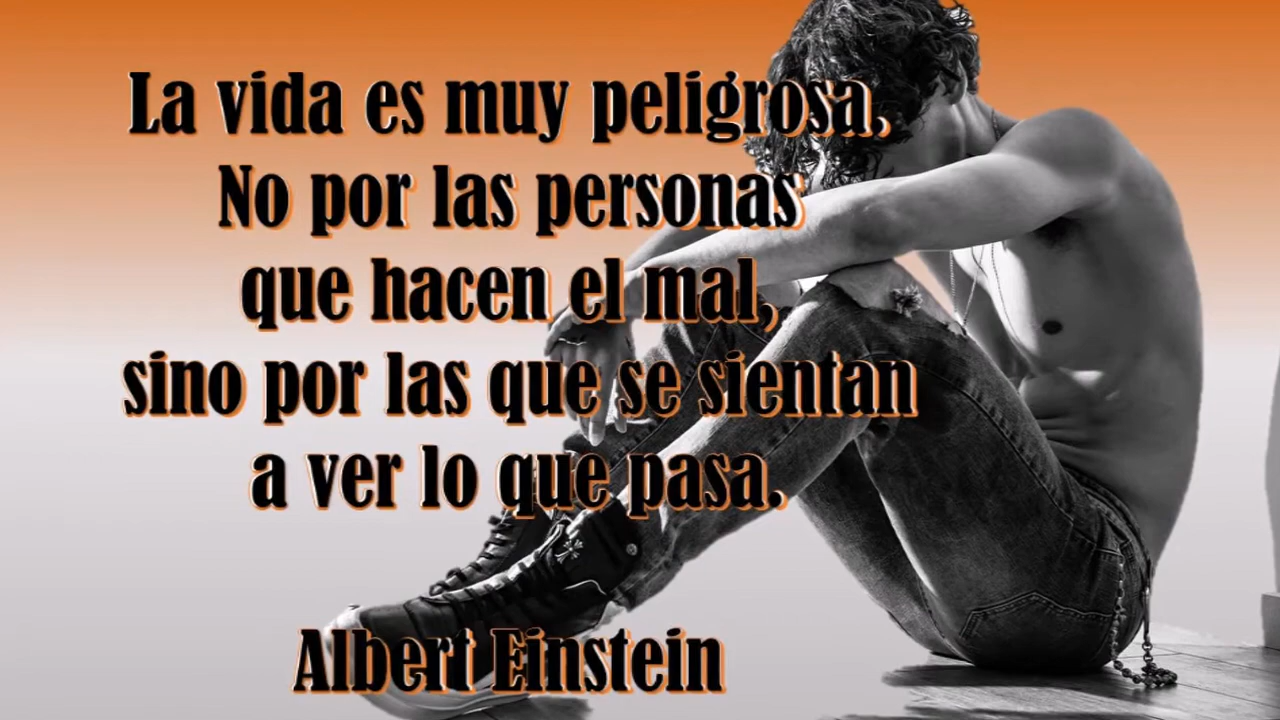 La vida es muy peligrosa.
No por las personas
que hacen el mal,
sino por las que se sientan
a ver lo que pasa.
Albert Einstein